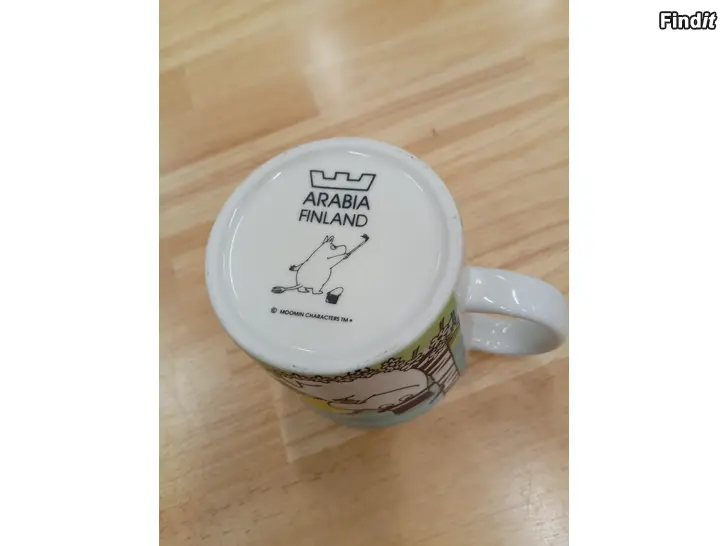 Findit
ARABIA
FINLAND
© MOOMIN CHARACTERS TM